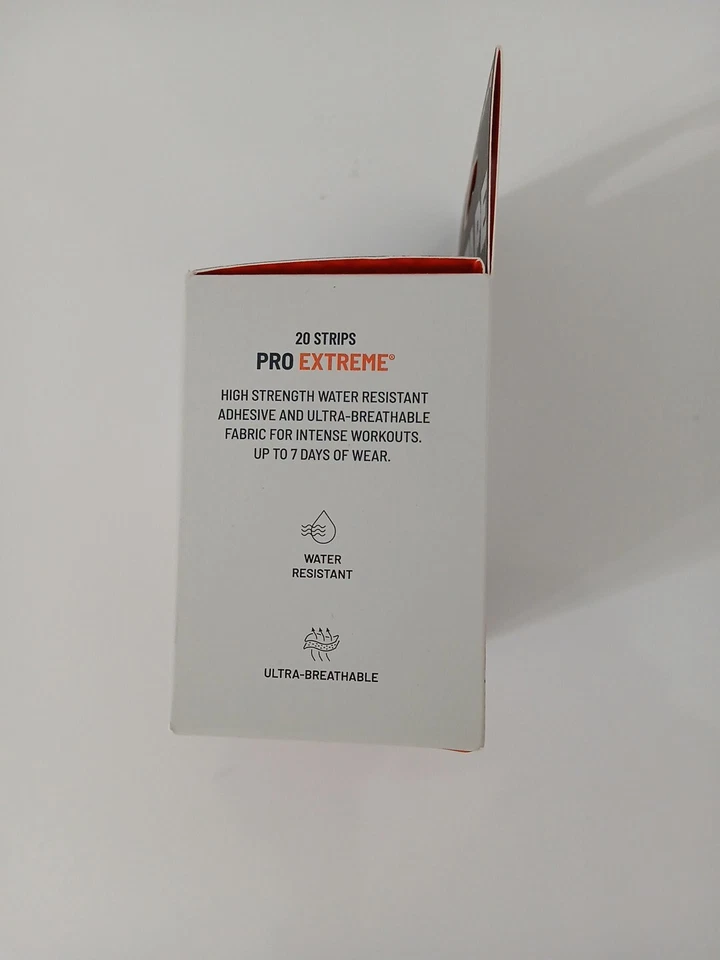 20 STRIPS
PRO EXTREME®
HIGH STRENGTH WATER RESISTANT
ADHESIVE AND ULTRA-BREATHABLE
FABRIC FOR INTENSE WORKOUTS.
UP TO 7 DAYS OF WEAR.
WATER
RESISTANT
ULTRA-BREATHABLE